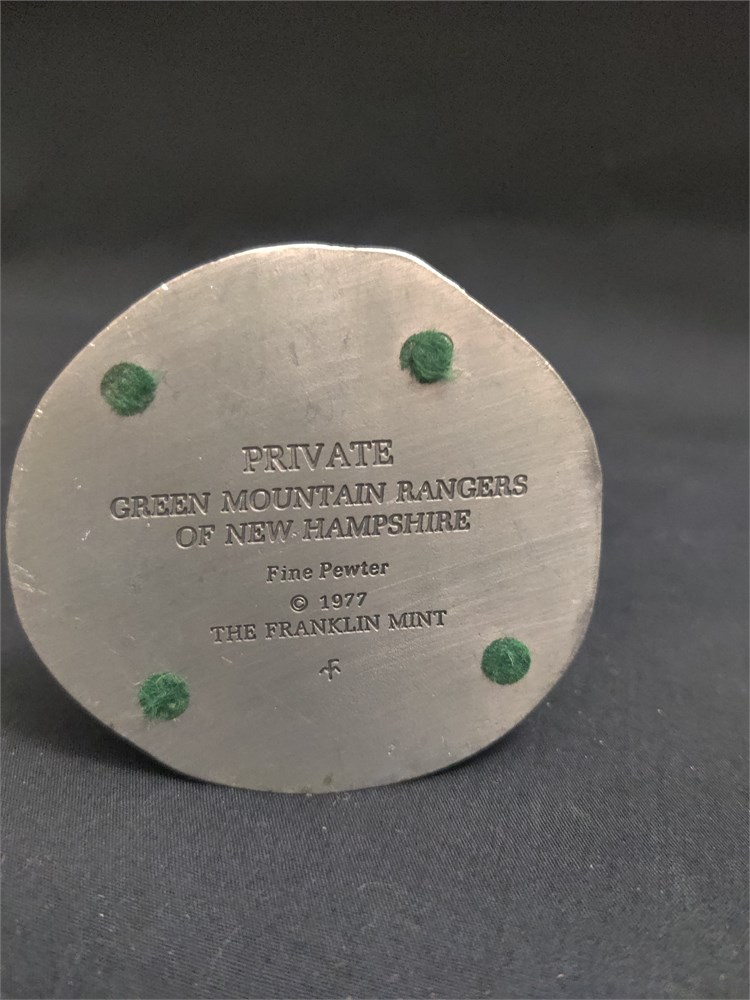 PRIVATE
GREEN MOUNTAIN RANGERS
OF NEW HAMPSHIRE
Fine Pewter
© 1977
THE FRANKLIN MINT